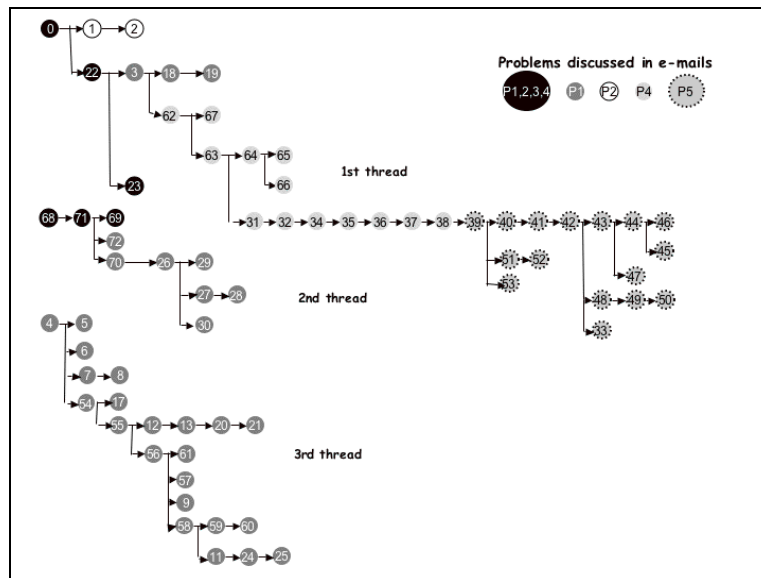 0 1 2
Problems discussed in e-mails
22 3 18 19
P1,2,3,4 P1 P2 P4 P5
62 67
63 64 65
1st thread
23 66
68 71 69 31 32 34 35 36 37 38 39 40 41 42 43 44 46
72
45
70 26 29 51 52
47
53
27 28 2nd thread 48 49 50
30 33
4 5
6
7 8
54 17
55 12 13 20 21
56 61 3rd thread
57
9
58 59 60
11 24 25